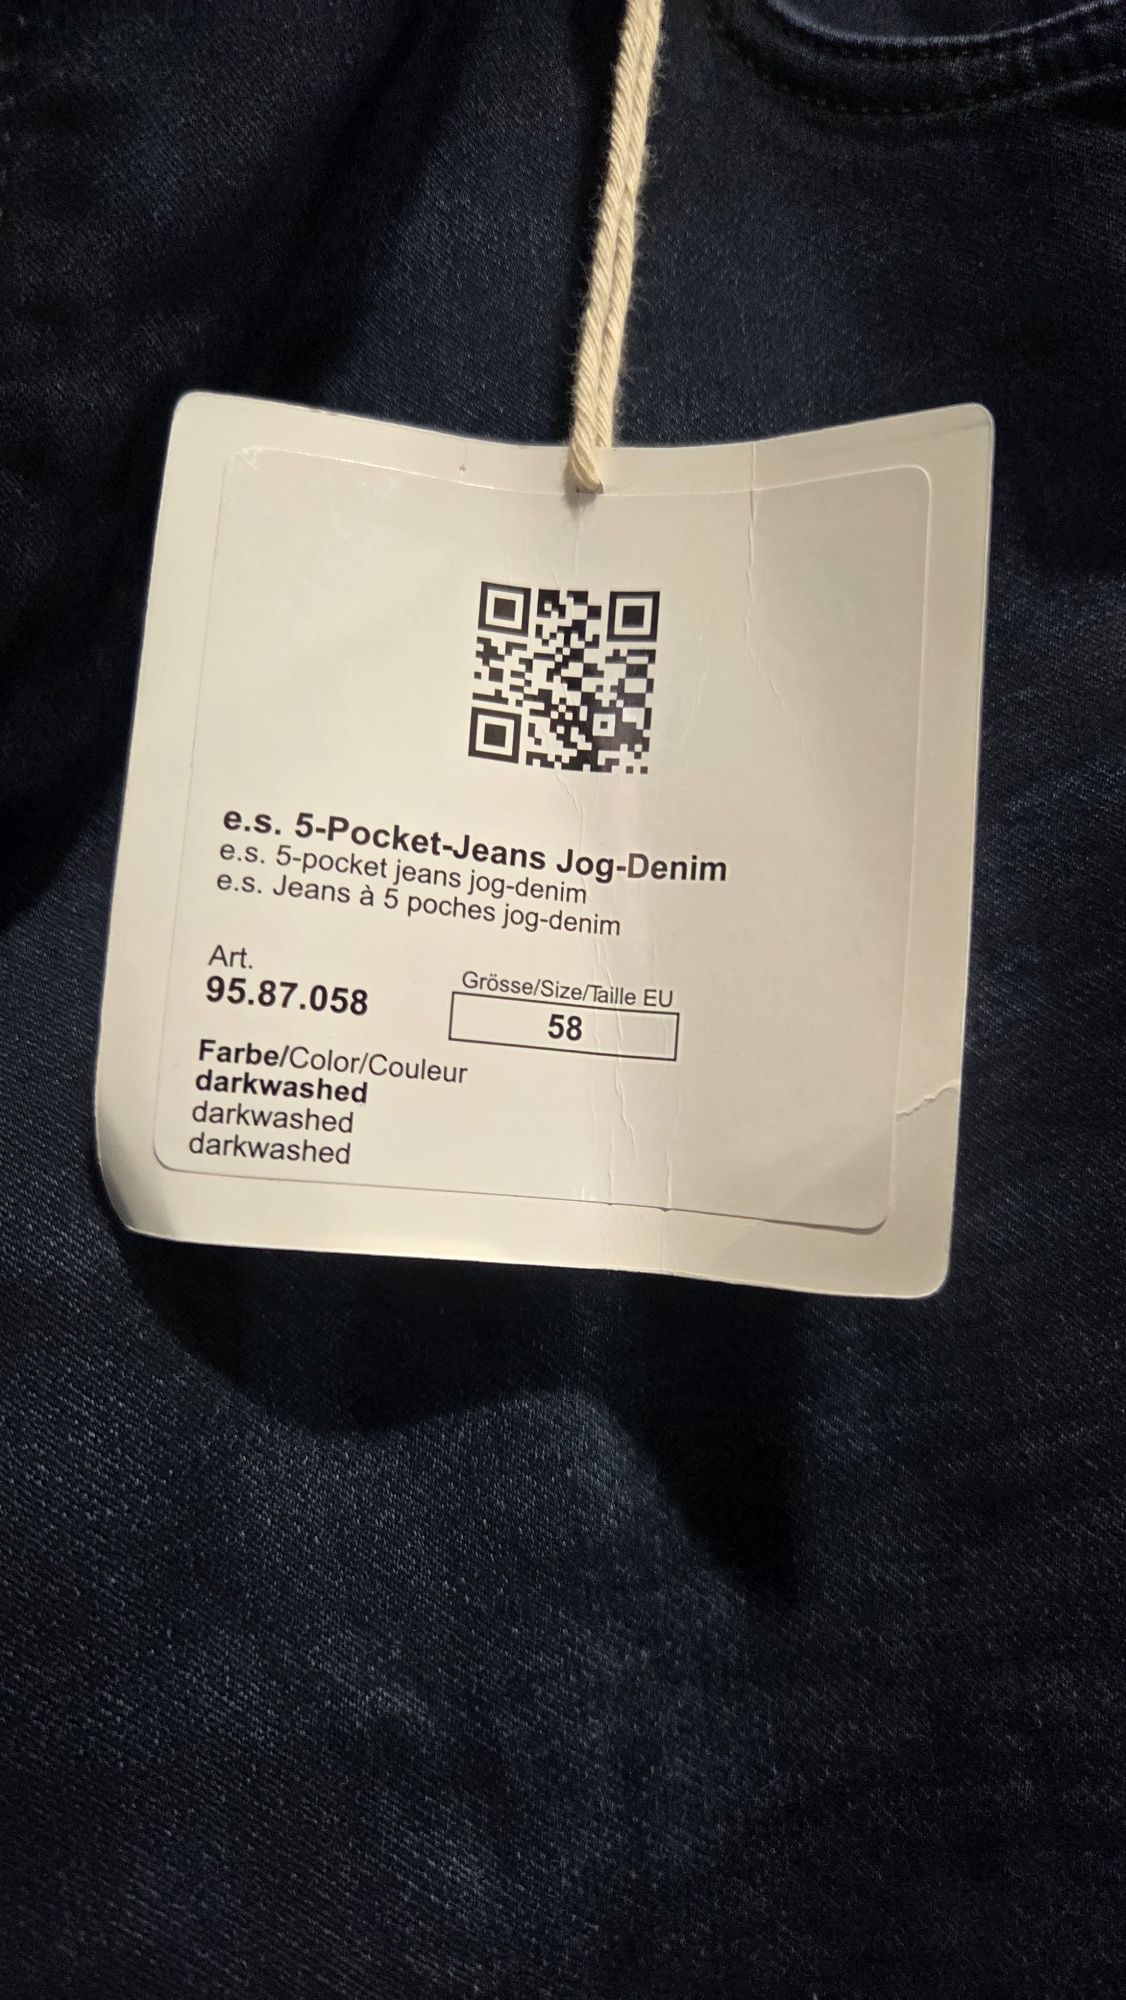 e.s. 5-Pocket-Jeans Jog-Denim
e.s. 5-pocket jeans jog-denim
e.s. Jeans à 5 poches jog-denim
Art.
95.87.058
Grösse/Size/Taille EU
58
Farbe/Color/Couleur
darkwashed
darkwashed
darkwashed